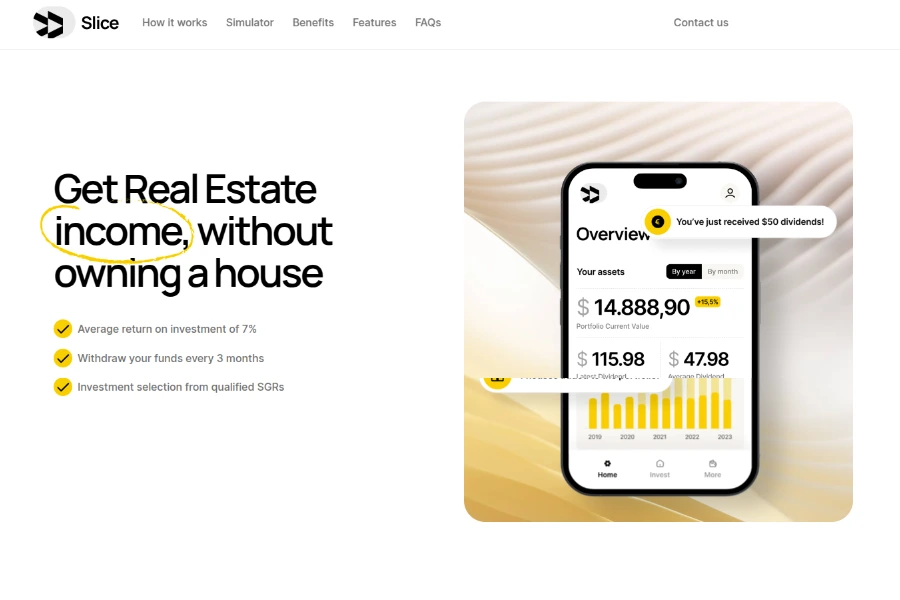 Slice
How it works
Simulator
Benefits
Features
FAQs
Contact us
Get Real Estate
income, without
owning a house
Average return on investment of 7%
Withdraw your funds every 3 months
Investment selection from qualified SGRs
You've just received $50 dividends!
Overview
Your assets
By year
By month
$ 14.888,90
+15,5%
Portfolio Current Value
$ 115.98
$ 47.98
Latest Dividend
Average Dividend
2019
2020
2021
2022
2023
Home
Invest
More